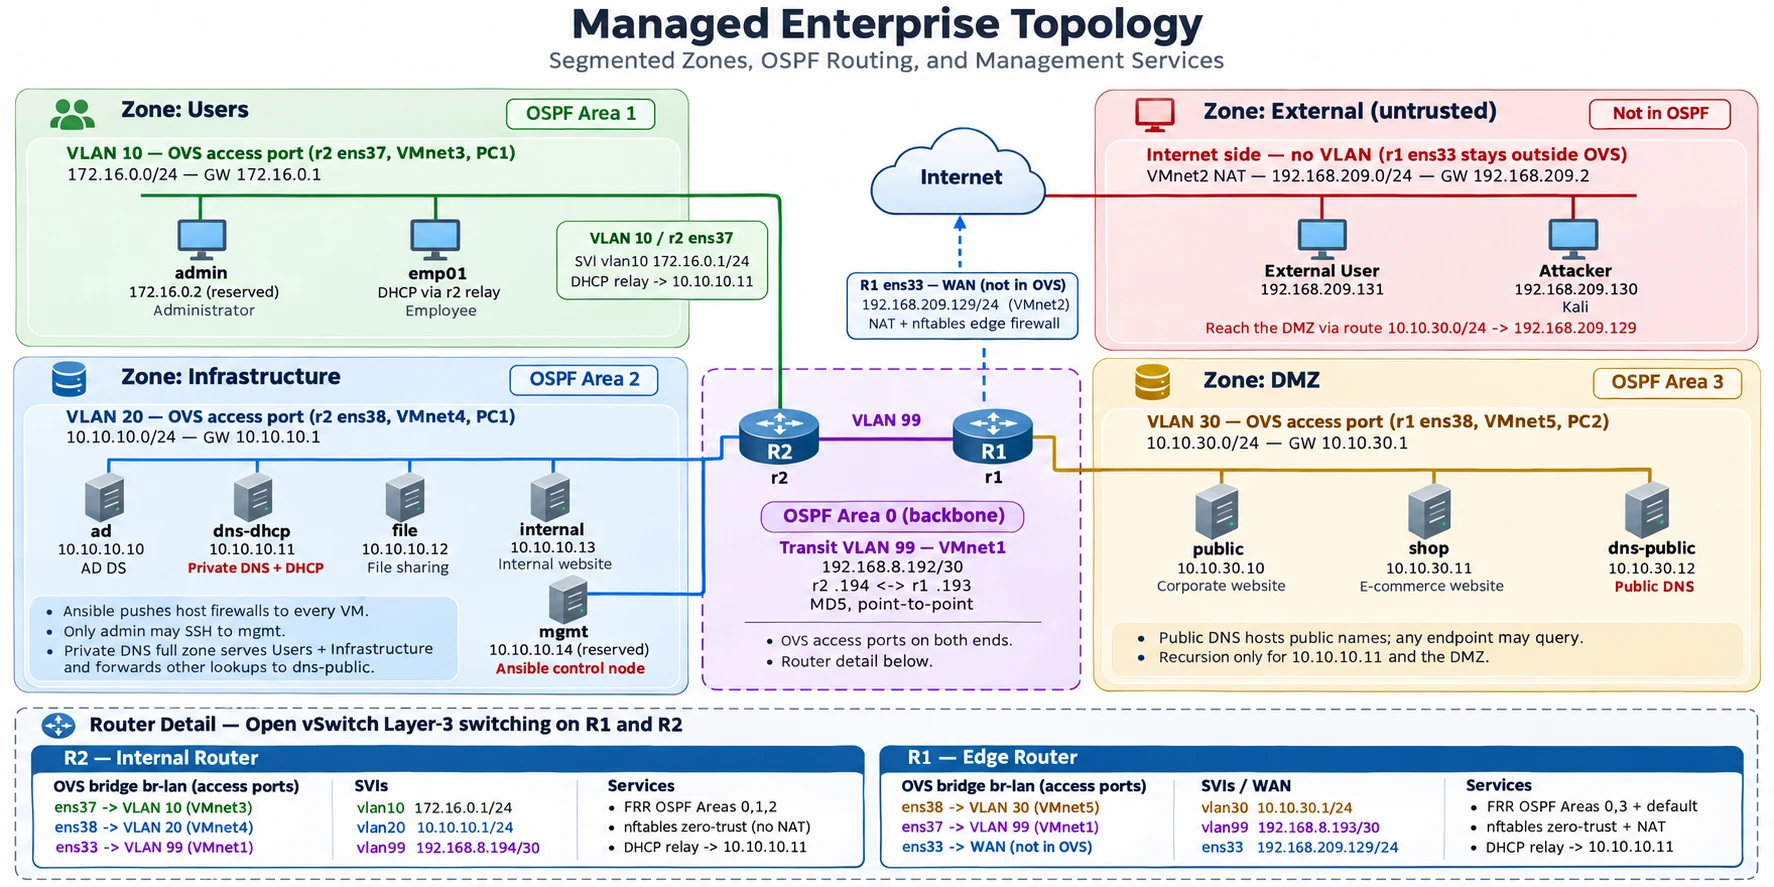 Managed Enterprise Topology
Segmented Zones, OSPF Routing, and Management Services
Zone: Users
OSPF Area 1
VLAN 10 — OVS access port (r2 ens37, VMnet3, PC1)
172.16.0.0/24 — GW 172.16.0.1
admin
172.16.0.2 (reserved)
Administrator
emp01
DHCP via r2 relay
Employee
VLAN 10 / r2 ens37
SVI vlan10 172.16.0.1/24
DHCP relay -> 10.10.10.11
Internet
R1 ens33 — WAN (not in OVS)
192.168.209.129/24 (VMnet2)
NAT + nftables edge firewall
Zone: External (untrusted)
Not in OSPF
Internet side — no VLAN (r1 ens33 stays outside OVS)
VMnet2 NAT — 192.168.209.0/24 — GW 192.168.209.2
External User
192.168.209.131
Attacker
192.168.209.130
Kali
Reach the DMZ via route 10.10.30.0/24 -> 192.168.209.129
Zone: Infrastructure
OSPF Area 2
VLAN 20 — OVS access port (r2 ens38, VMnet4, PC1)
10.10.10.0/24 — GW 10.10.10.1
ad
10.10.10.10
AD DS
dns-dhcp
10.10.10.11
Private DNS + DHCP
file
10.10.10.12
File sharing
internal
10.10.10.13
Internal website
mgmt
10.10.10.14 (reserved)
Ansible control node
• Ansible pushes host firewalls to every VM.
• Only admin may SSH to mgmt.
• Private DNS full zone serves Users + Infrastructure
and forwards other lookups to dns-public.
VLAN 99
R2
r2
R1
r1
OSPF Area 0 (backbone)
Transit VLAN 99 — VMnet1
192.168.8.192/30
r2 .194 <-> r1 .193
MD5, point-to-point
• OVS access ports on both ends.
• Router detail below.
Zone: DMZ
OSPF Area 3
VLAN 30 — OVS access port (r1 ens38, VMnet5, PC2)
10.10.30.0/24 — GW 10.10.30.1
public
10.10.30.10
Corporate website
shop
10.10.30.11
E-commerce website
dns-public
10.10.30.12
Public DNS
• Public DNS hosts public names; any endpoint may query.
• Recursion only for 10.10.10.11 and the DMZ.
Router Detail — Open vSwitch Layer-3 switching on R1 and R2
R2 — Internal Router
OVS bridge br-lan (access ports)
ens37 -> VLAN 10 (VMnet3)
ens38 -> VLAN 20 (VMnet4)
ens33 -> VLAN 99 (VMnet1)
SVIs
vlan10 172.16.0.1/24
vlan20 10.10.10.1/24
vlan99 192.168.8.194/30
Services
• FRR OSPF Areas 0,1,2
• nftables zero-trust (no NAT)
• DHCP relay -> 10.10.10.11
R1 — Edge Router
OVS bridge br-lan (access ports)
ens38 -> VLAN 30 (VMnet5)
ens37 -> VLAN 99 (VMnet1)
ens33 -> WAN (not in OVS)
SVIs / WAN
vlan30 10.10.30.1/24
vlan99 192.168.8.193/30
ens33 192.168.209.129/24
Services
• FRR OSPF Areas 0,3 + default
• nftables zero-trust + NAT
• DHCP relay -> 10.10.10.11